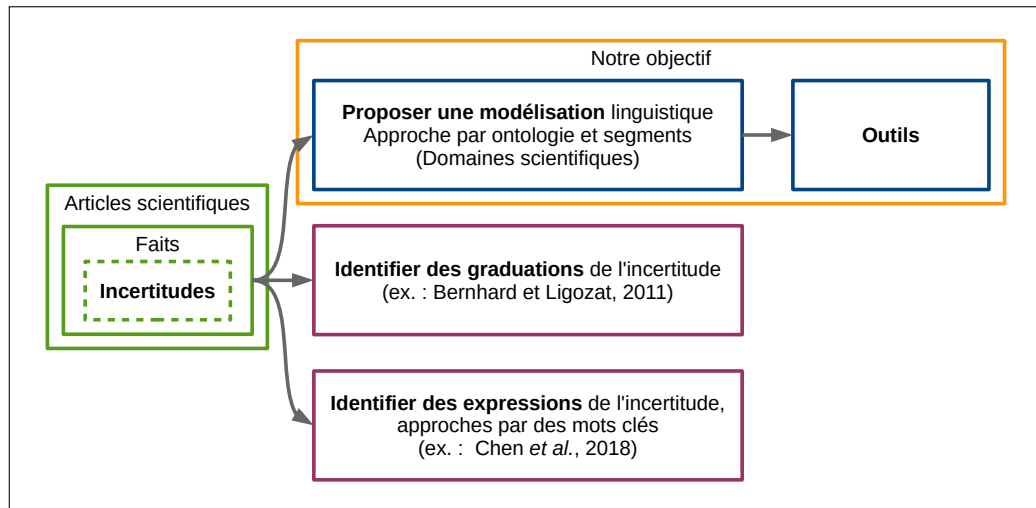 Notre objectif
Proposer une modélisation linguistique
Approche par ontologie et segments
(Domaines scientifiques)
Outils
Articles scientifiques
Faits
Incertitudes
Identifier des graduations de l'incertitude
(ex. : Bernhard et Ligozat, 2011)
Identifier des expressions de l'incertitude,
approches par des mots clés
(ex. : Chen et al., 2018)